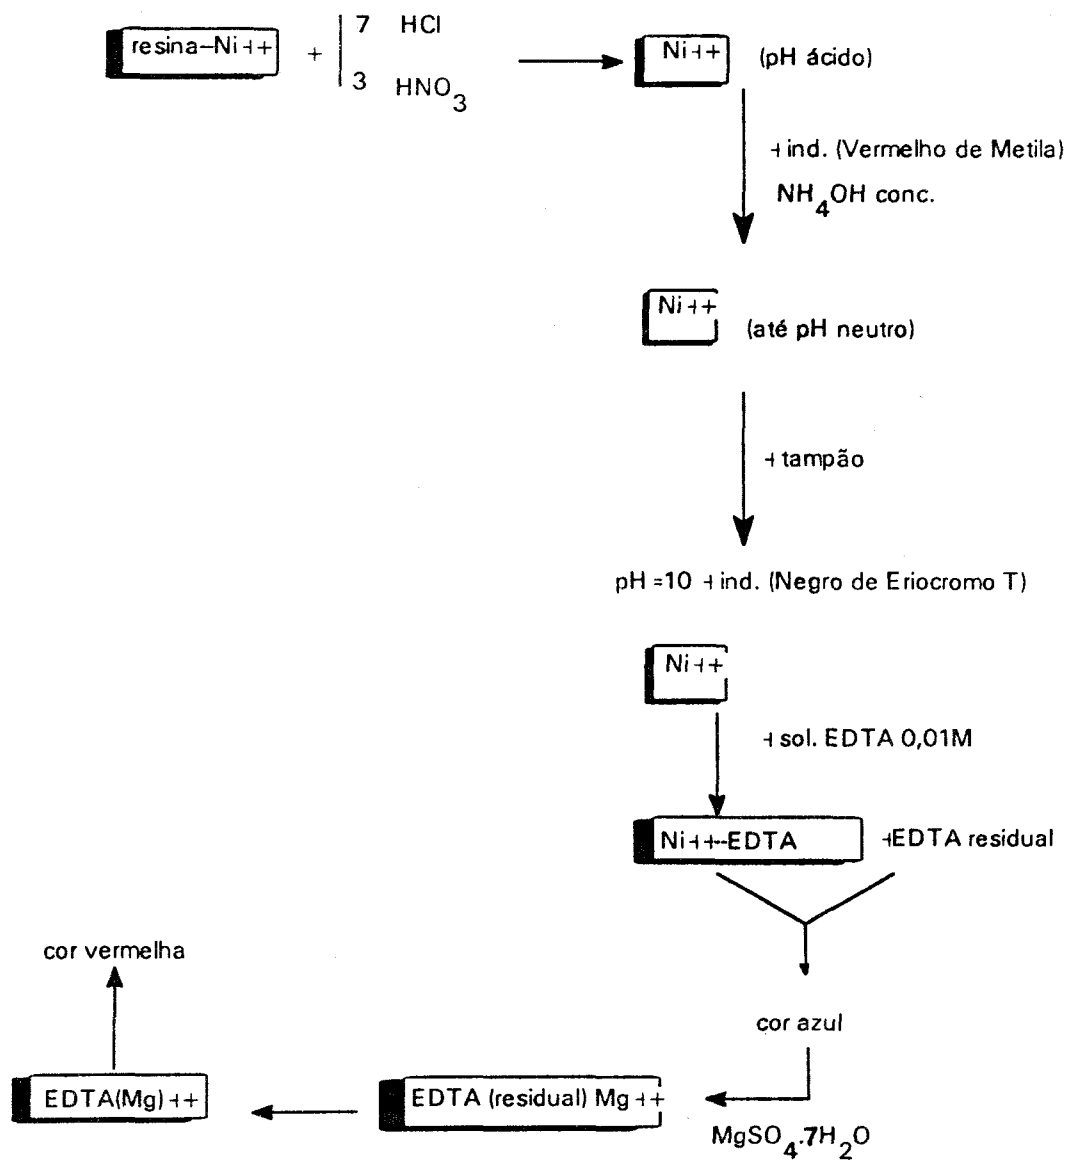 resina-Ni++ + 7 HCl
3 HNO3
Ni++ (pH ácido)
+ind. (Vermelho de Metila)
NH4OH conc.
Ni++
(até pH neutro)
+tampão
pH =10 +ind. (Negro de Eriocromo T)
Ni++
+sol. EDTA 0,01M
Ni++-EDTA +EDTA residual
cor vermelha
cor azul
EDTA(Mg)++
EDTA (residual) Mg++
MgSO4.7H2O